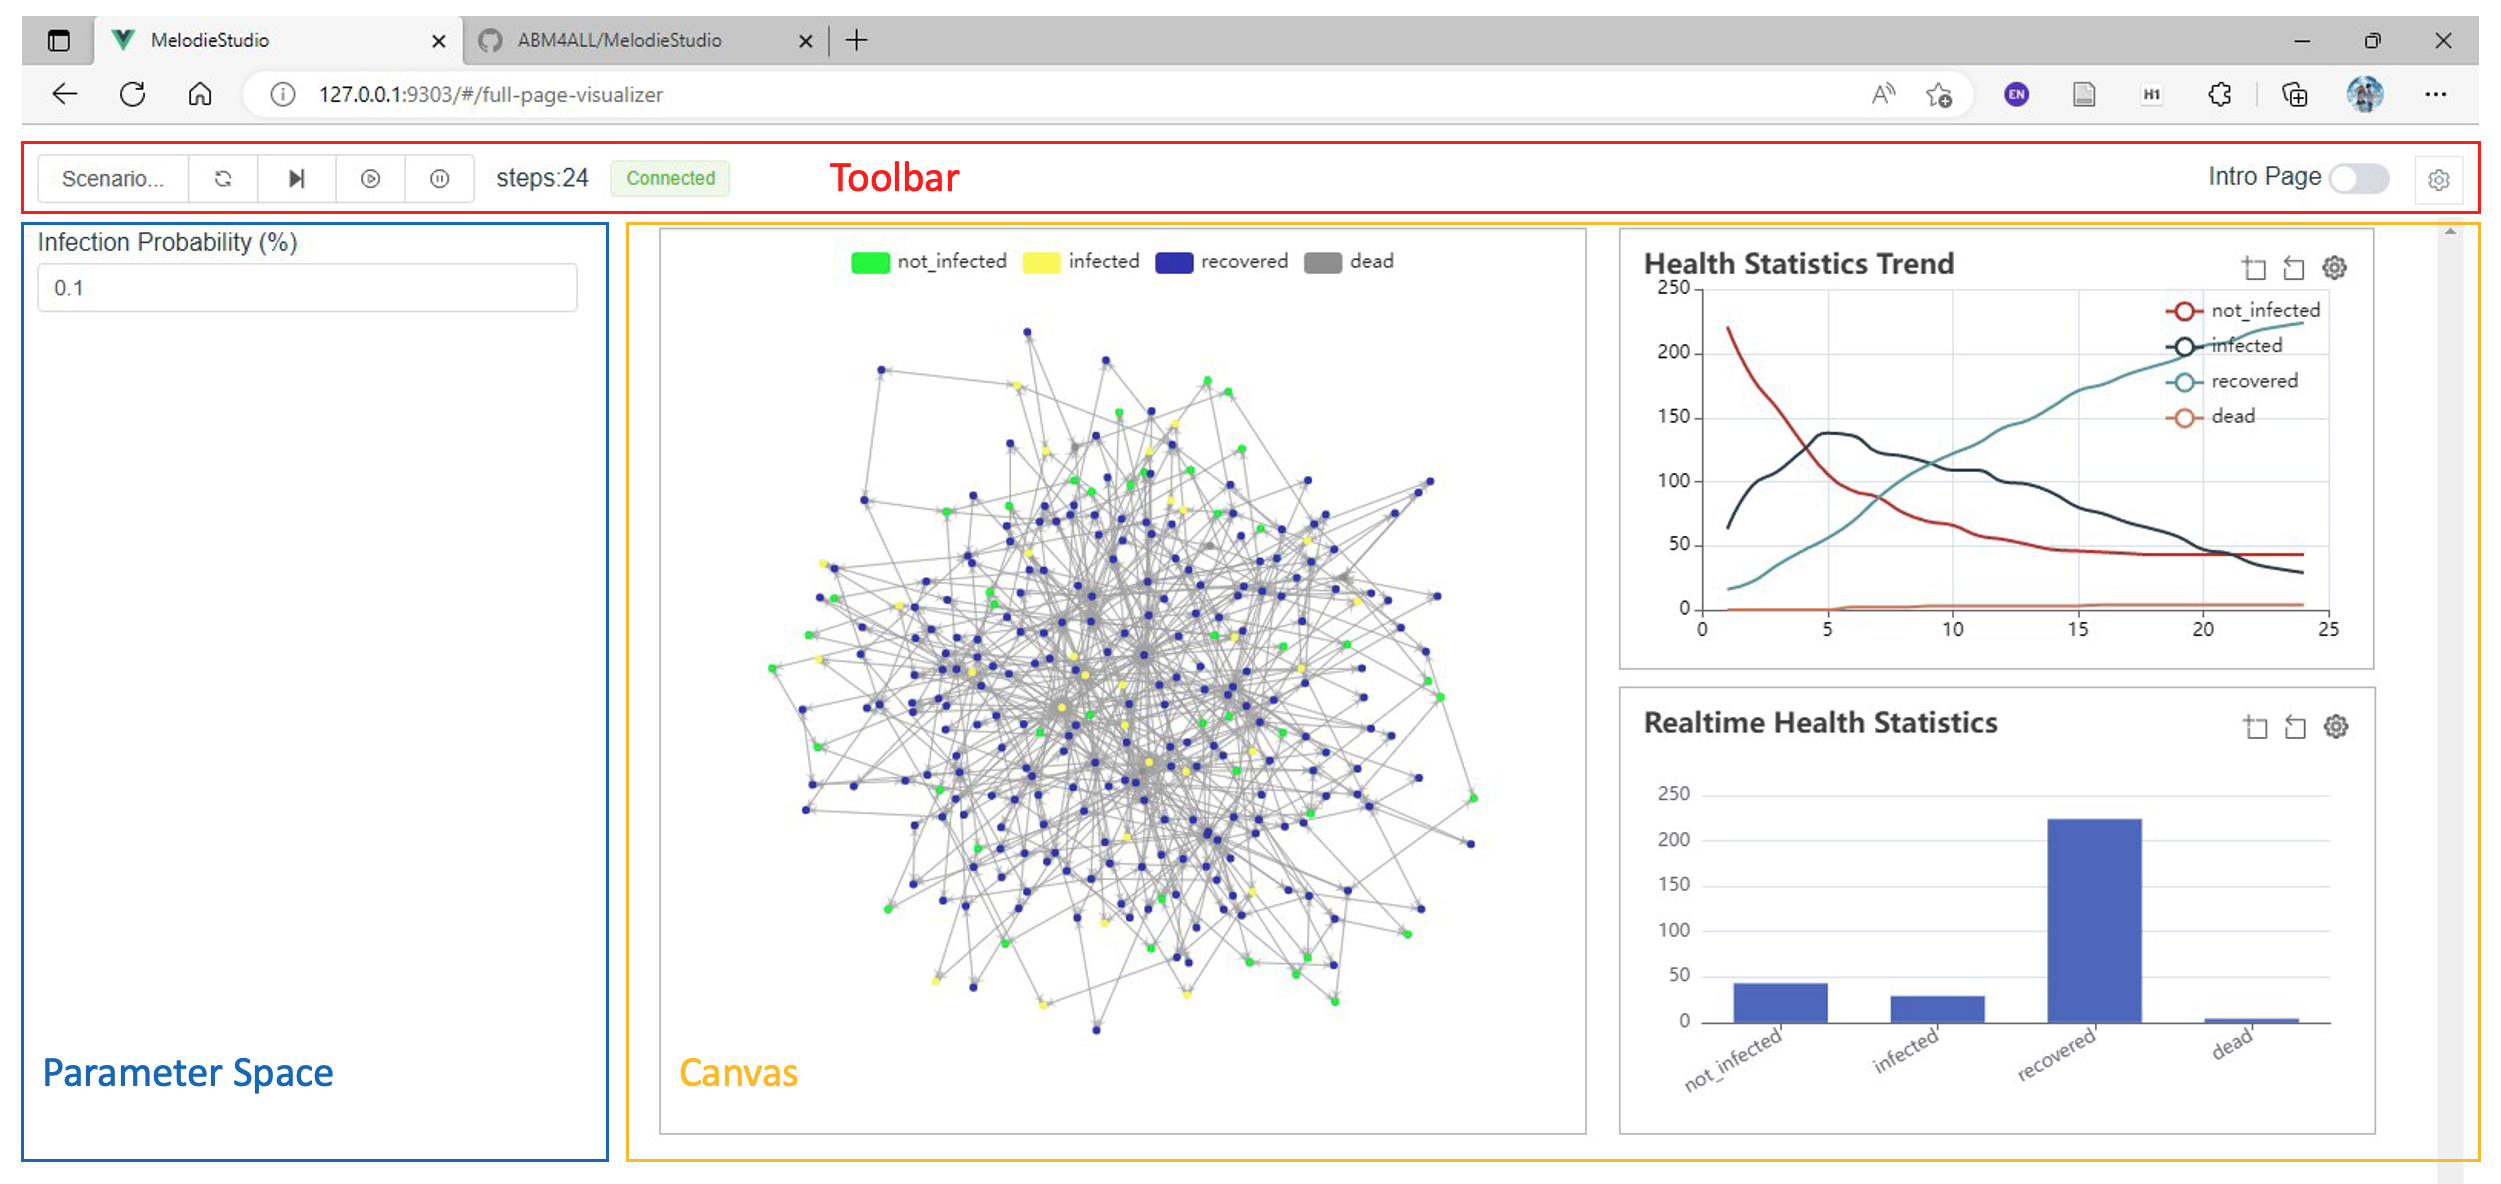 MelodieStudio
ABM4ALL/MelodieStudio
127.0.0.1:9303/#/full-page-visualizer
A
EN
H1
Scenario...
steps:24
Connected
Toolbar
Intro Page
Infection Probability (%)
0.1
Parameter Space
not_infected infected recovered dead
Canvas
Health Statistics Trend
250
200
150
100
50
0
0 5 10 15 20 25
not_infected
infected
recovered
dead
Realtime Health Statistics
250
200
150
100
50
0
not_infected infected recovered dead